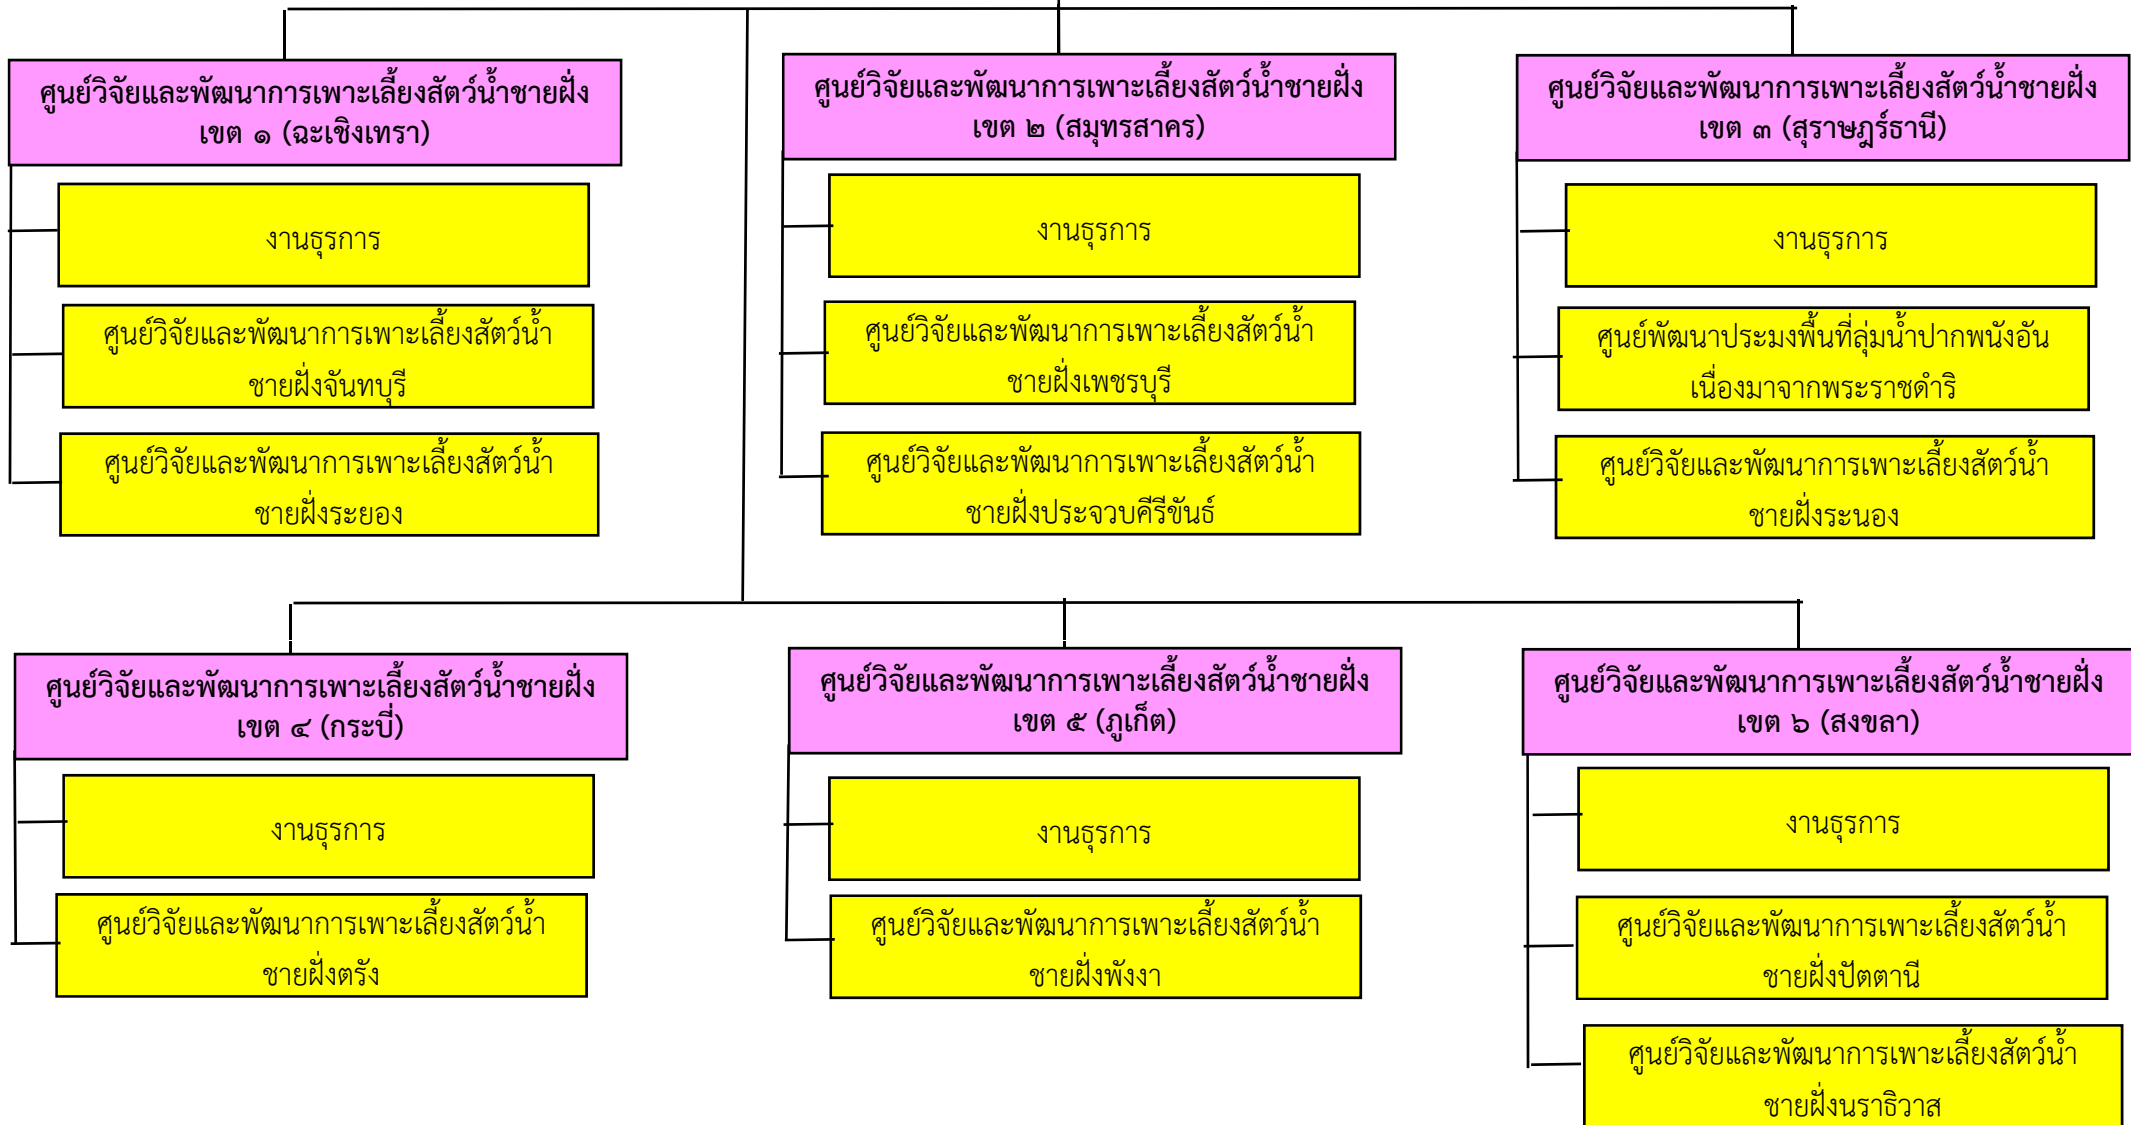 ศูนย์วิจัยและพัฒนาการเพาะเลี้ยงสัตว์น้ำชายฝั่ง
เขต ๑ (ฉะเชิงเทรา)
งานธุรการ
ศูนย์วิจัยและพัฒนาการเพาะเลี้ยงสัตว์น้ำ
ชายฝั่งจันทบุรี
ศูนย์วิจัยและพัฒนาการเพาะเลี้ยงสัตว์น้ำ
ชายฝั่งระยอง
ศูนย์วิจัยและพัฒนาการเพาะเลี้ยงสัตว์น้ำชายฝั่ง
เขต ๒ (สมุทรสาคร)
งานธุรการ
ศูนย์วิจัยและพัฒนาการเพาะเลี้ยงสัตว์น้ำ
ชายฝั่งเพชรบุรี
ศูนย์วิจัยและพัฒนาการเพาะเลี้ยงสัตว์น้ำ
ชายฝั่งประจวบคีรีขันธ์
ศูนย์วิจัยและพัฒนาการเพาะเลี้ยงสัตว์น้ำชายฝั่ง
เขต ๓ (สุราษฎร์ธานี)
งานธุรการ
ศูนย์พัฒนาประมงพื้นที่ลุ่มน้ำปากพนังอัน
เนื่องมาจากพระราชดำริ
ศูนย์วิจัยและพัฒนาการเพาะเลี้ยงสัตว์น้ำ
ชายฝั่งระนอง
ศูนย์วิจัยและพัฒนาการเพาะเลี้ยงสัตว์น้ำชายฝั่ง
เขต ๔ (กระบี่)
งานธุรการ
ศูนย์วิจัยและพัฒนาการเพาะเลี้ยงสัตว์น้ำ
ชายฝั่งตรัง
ศูนย์วิจัยและพัฒนาการเพาะเลี้ยงสัตว์น้ำชายฝั่ง
เขต ๕ (ภูเก็ต)
งานธุรการ
ศูนย์วิจัยและพัฒนาการเพาะเลี้ยงสัตว์น้ำ
ชายฝั่งพังงา
ศูนย์วิจัยและพัฒนาการเพาะเลี้ยงสัตว์น้ำชายฝั่ง
เขต ๖ (สงขลา)
งานธุรการ
ศูนย์วิจัยและพัฒนาการเพาะเลี้ยงสัตว์น้ำ
ชายฝั่งปัตตานี
ศูนย์วิจัยและพัฒนาการเพาะเลี้ยงสัตว์น้ำ
ชายฝั่งนราธิวาส